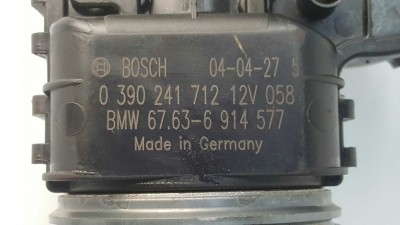 BOSCH 04-04-27 5
0 390 241 712 12V 058
BMW 67.63-6 914 577
Made in Germany